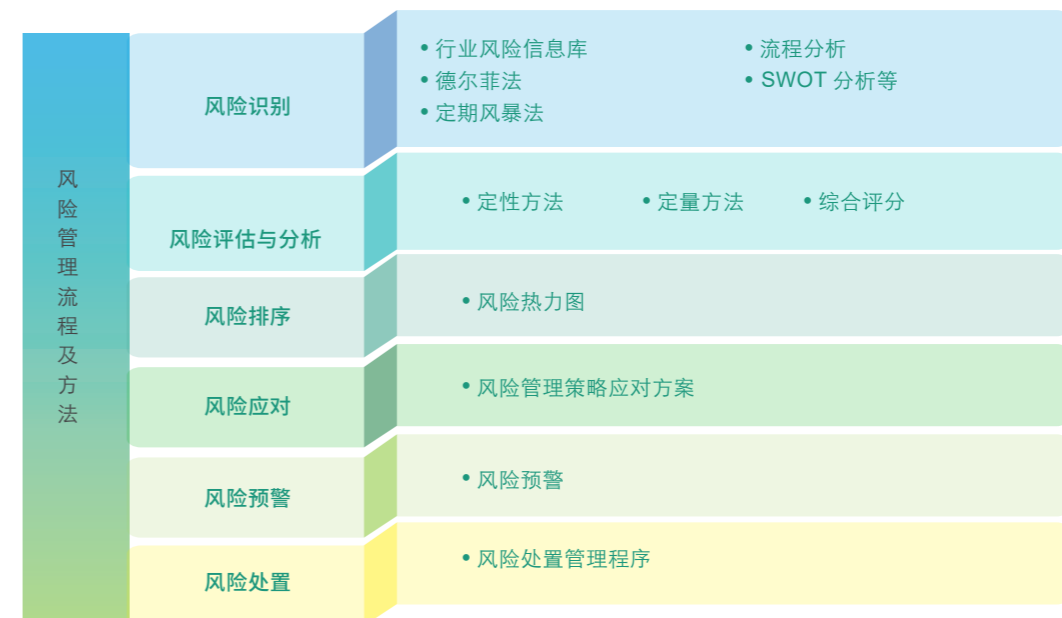 风险管理流程及方法
风险识别
• 行业风险信息库
• 德尔菲法
• 定期风暴法
• 流程分析
• SWOT 分析等
风险评估与分析
• 定性方法
• 定量方法
• 综合评分
风险排序
• 风险热力图
风险应对
• 风险管理策略应对方案
风险预警
• 风险预警
风险处置
• 风险处置管理程序